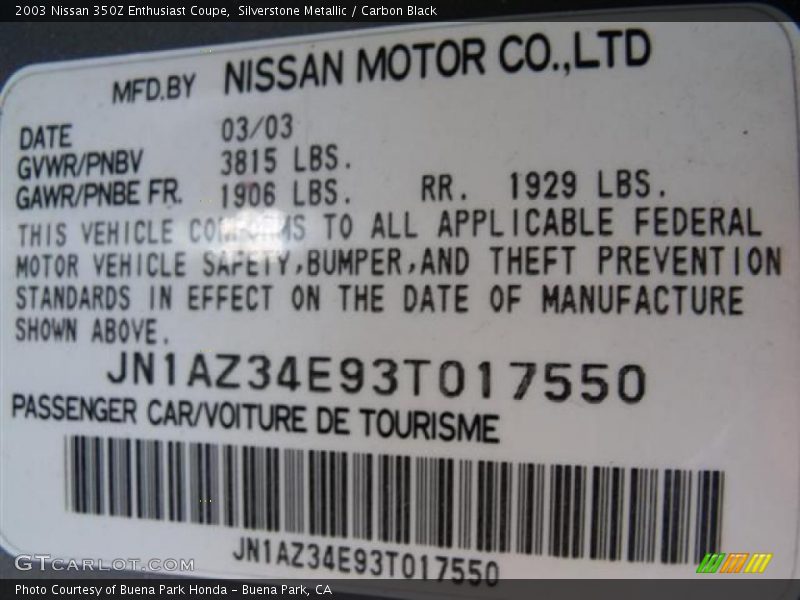 2003 Nissan 350Z Enthusiast Coupe, Silverstone Metallic / Carbon Black
MFD.BY NISSAN MOTOR CO.,LTD
DATE 03/03
GVWR/PNBV 3815 LBS.
GAWR/PNBE FR. 1906 LBS. RR. 1929 LBS.
THIS VEHICLE CONFORMS TO ALL APPLICABLE FEDERAL
MOTOR VEHICLE SAFETY,BUMPER,AND THEFT PREVENTION
STANDARDS IN EFFECT ON THE DATE OF MANUFACTURE
SHOWN ABOVE.
JN1AZ34E93T017550
PASSENGER CAR/VOITURE DE TOURISME
JN1AZ34E93T017550
GTCARLOT.COM
Photo Courtesy of Buena Park Honda - Buena Park, CA